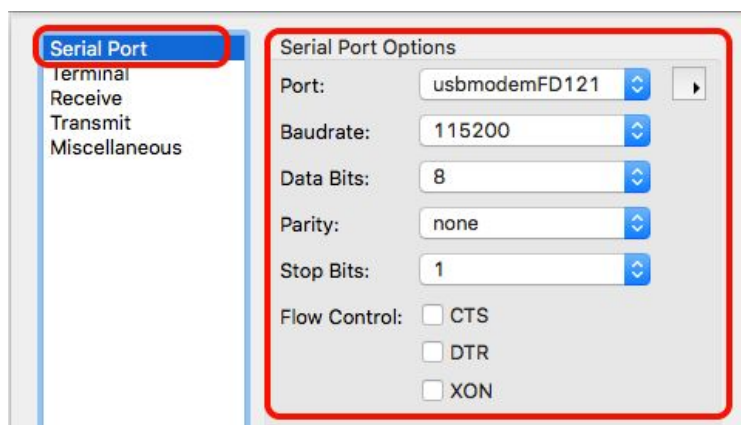 Serial Port
Terminal
Receive
Transmit
Miscellaneous
Serial Port Options
Port: usbmodemFD121
Baudrate: 115200
Data Bits: 8
Parity: none
Stop Bits: 1
Flow Control: CTS
DTR
XON